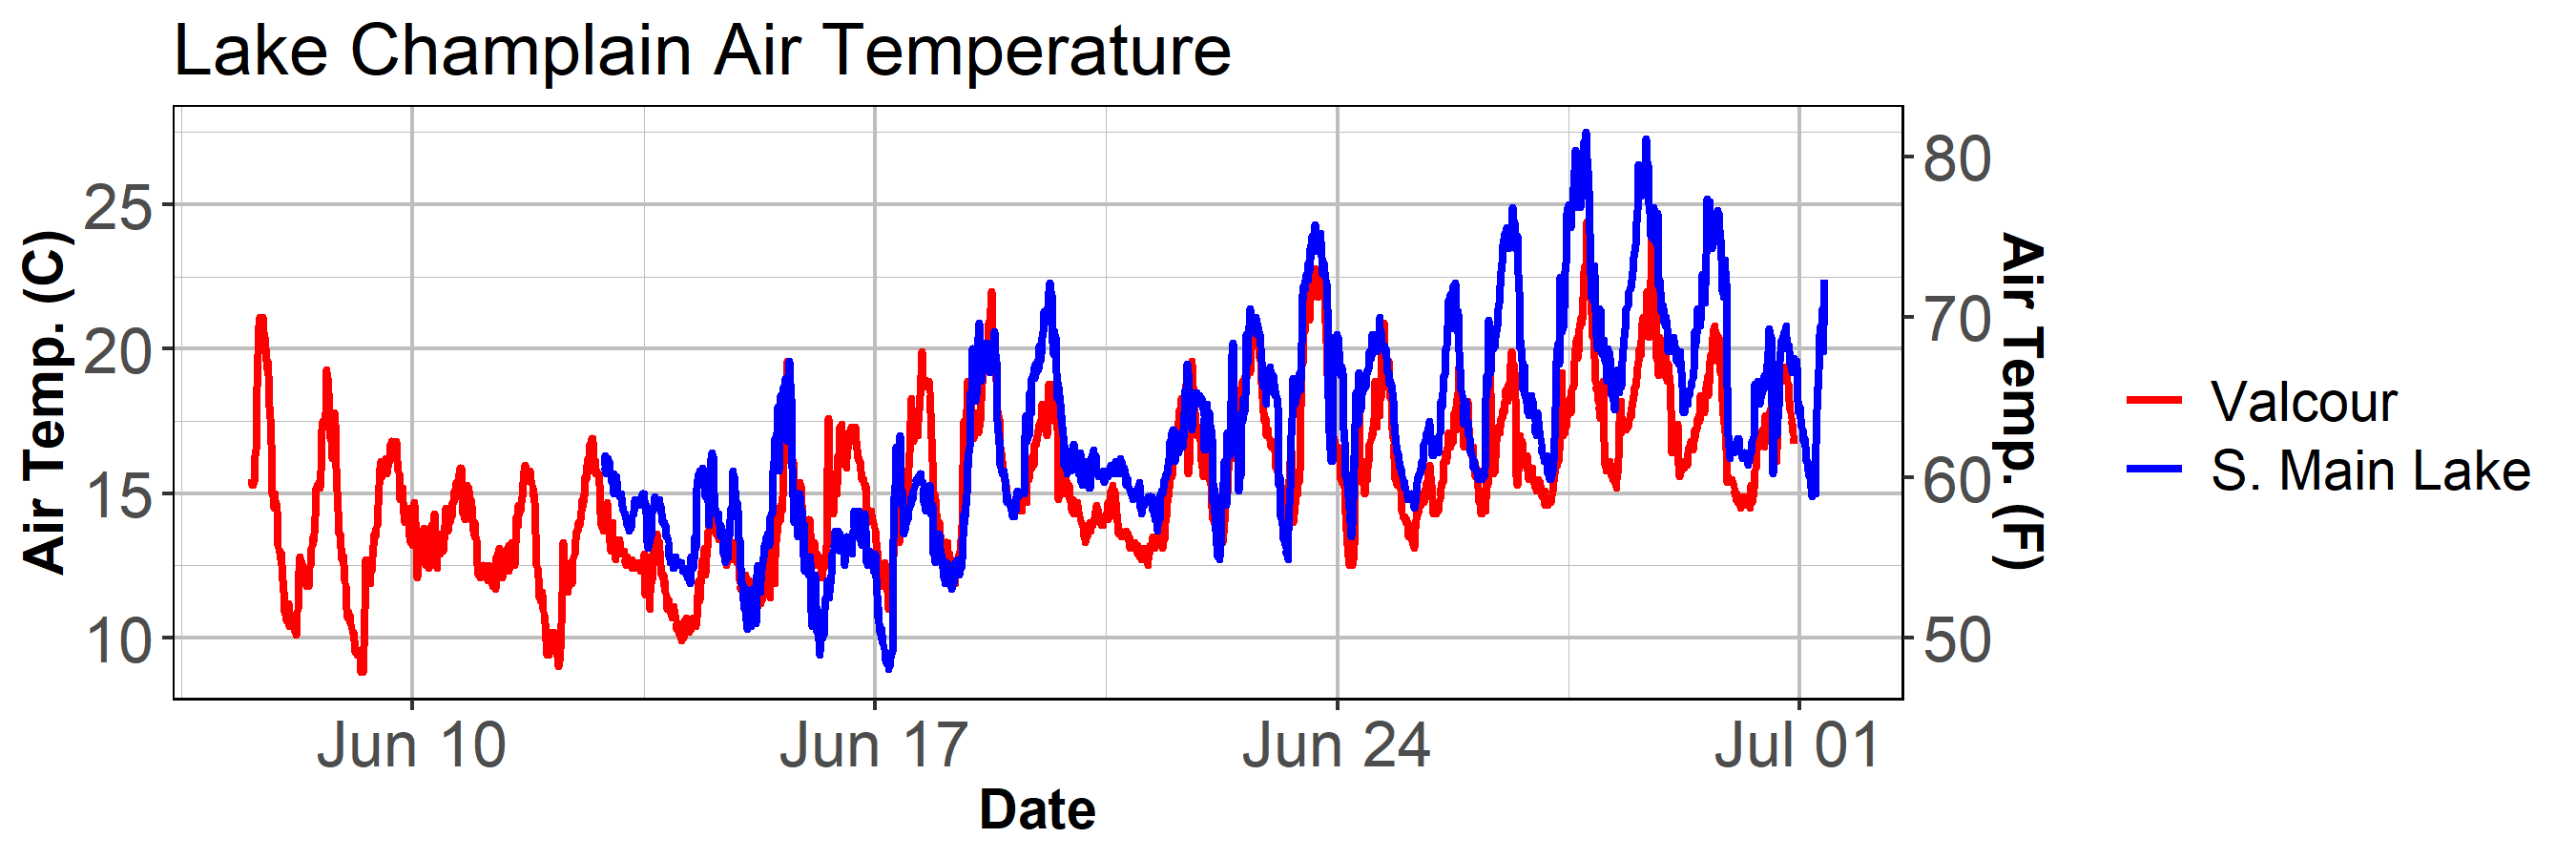 Lake Champlain Air Temperature
Air Temp. (C)
25
20
15
10
80
70
60
50
Air Temp. (F)
Jun 10
Jun 17
Jun 24
Jul 01
Date
Valcour
S. Main Lake